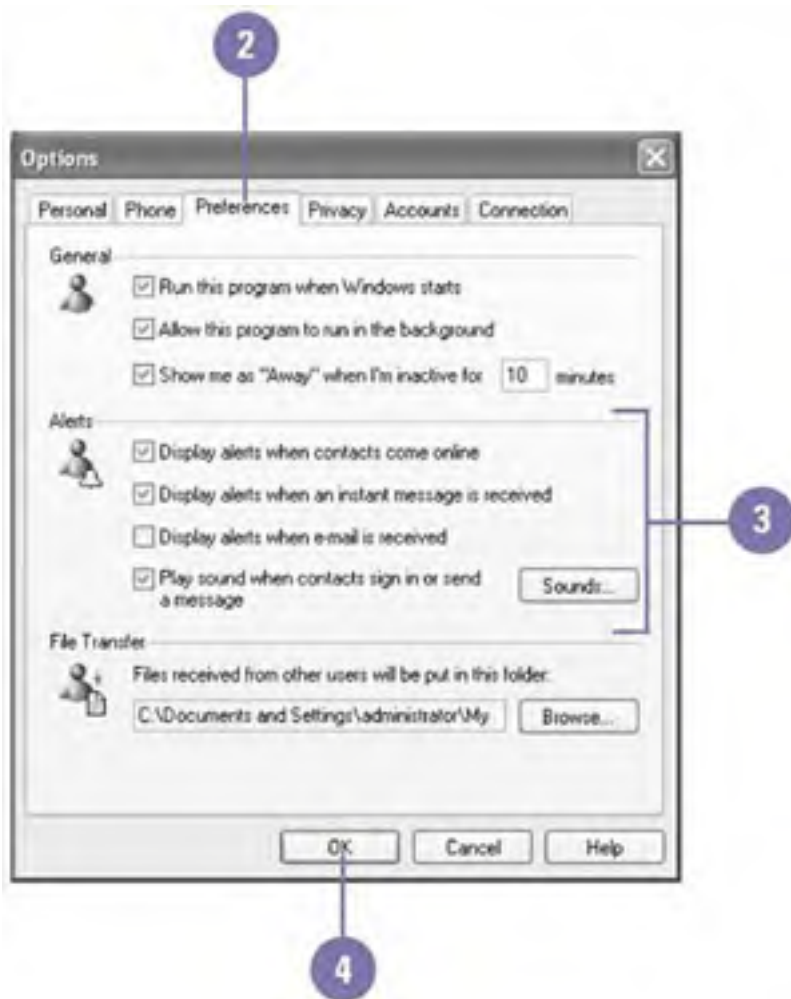 2
Options
Personal Phone Preferences Privacy Accounts Connection
General
Run this program when Windows starts
Allow this program to run in the background
Show me as "Away" when I'm inactive for 10 minutes
Alerts
Display alerts when contacts come online
Display alerts when an instant message is received
3
Display alerts when e-mail is received
Play sound when contacts sign in or send
a message
Sounds...
File Transfer
Files received from other users will be put in this folder:
C:\Documents and Settings\administrator\My
Browse...
OK Cancel Help
4